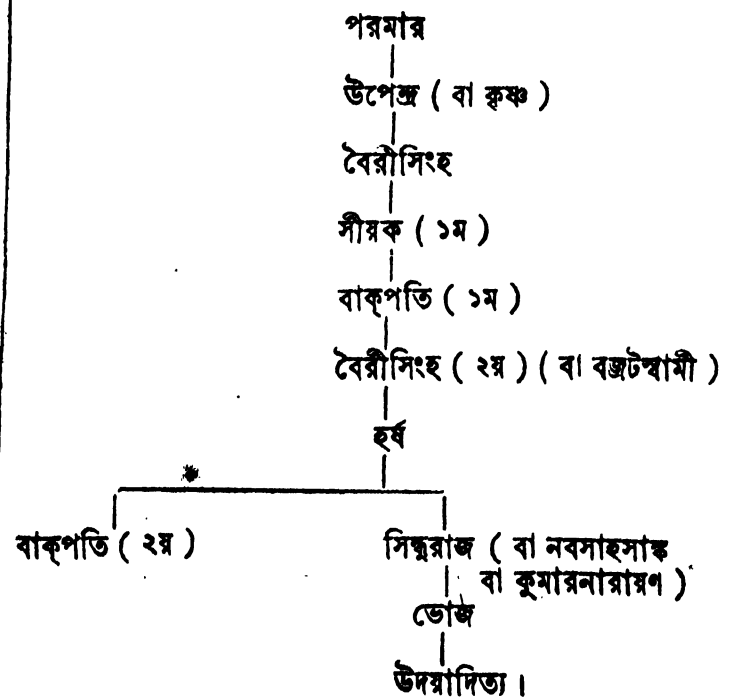 পরমার
উপেন্দ্র ( বা কৃষ্ণ )
বৈরীসিংহ
সীয়ক ( ১ম )
বাক্‌পতি ( ১ম )
বৈরীসিংহ ( ২য় ) ( বা বজ্রটস্বামী )
হর্ষ
বাক্‌পতি ( ২য় ) সিন্ধুরাজ ( বা নবসাহসাঙ্ক
বা কুমারনারায়ণ )
ভোজ
উদয়াদিত্য ।